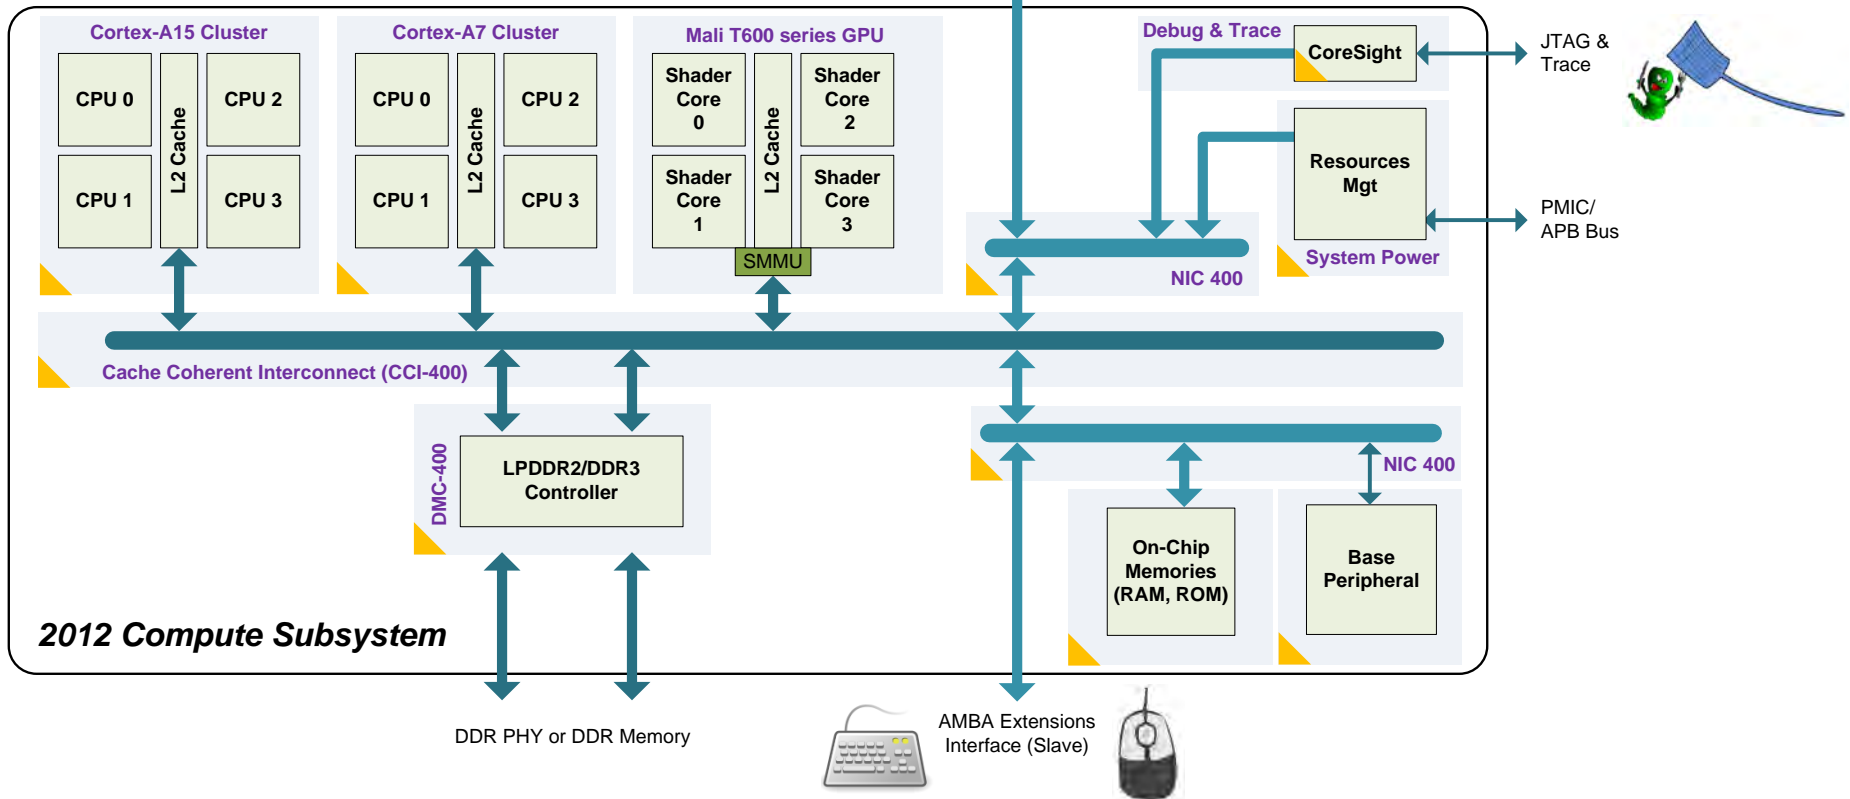 Cortex-A15 Cluster
CPU 0
CPU 2
L2 Cache
CPU 1
CPU 3
Cortex-A7 Cluster
CPU 0
CPU 2
L2 Cache
CPU 1
CPU 3
Mali T600 series GPU
Shader
Core
0
Shader
Core
2
L2 Cache
Shader
Core
1
Shader
Core
3
SMMU
Debug & Trace
CoreSight
JTAG &
Trace
Resources
Mgt
System Power
PMIC/
APB Bus
NIC 400
Cache Coherent Interconnect (CCI-400)
DMC-400
LPDDR2/DDR3
Controller
NIC 400
On-Chip
Memories
(RAM, ROM)
Base
Peripheral
2012 Compute Subsystem
DDR PHY or DDR Memory
AMBA Extensions
Interface (Slave)